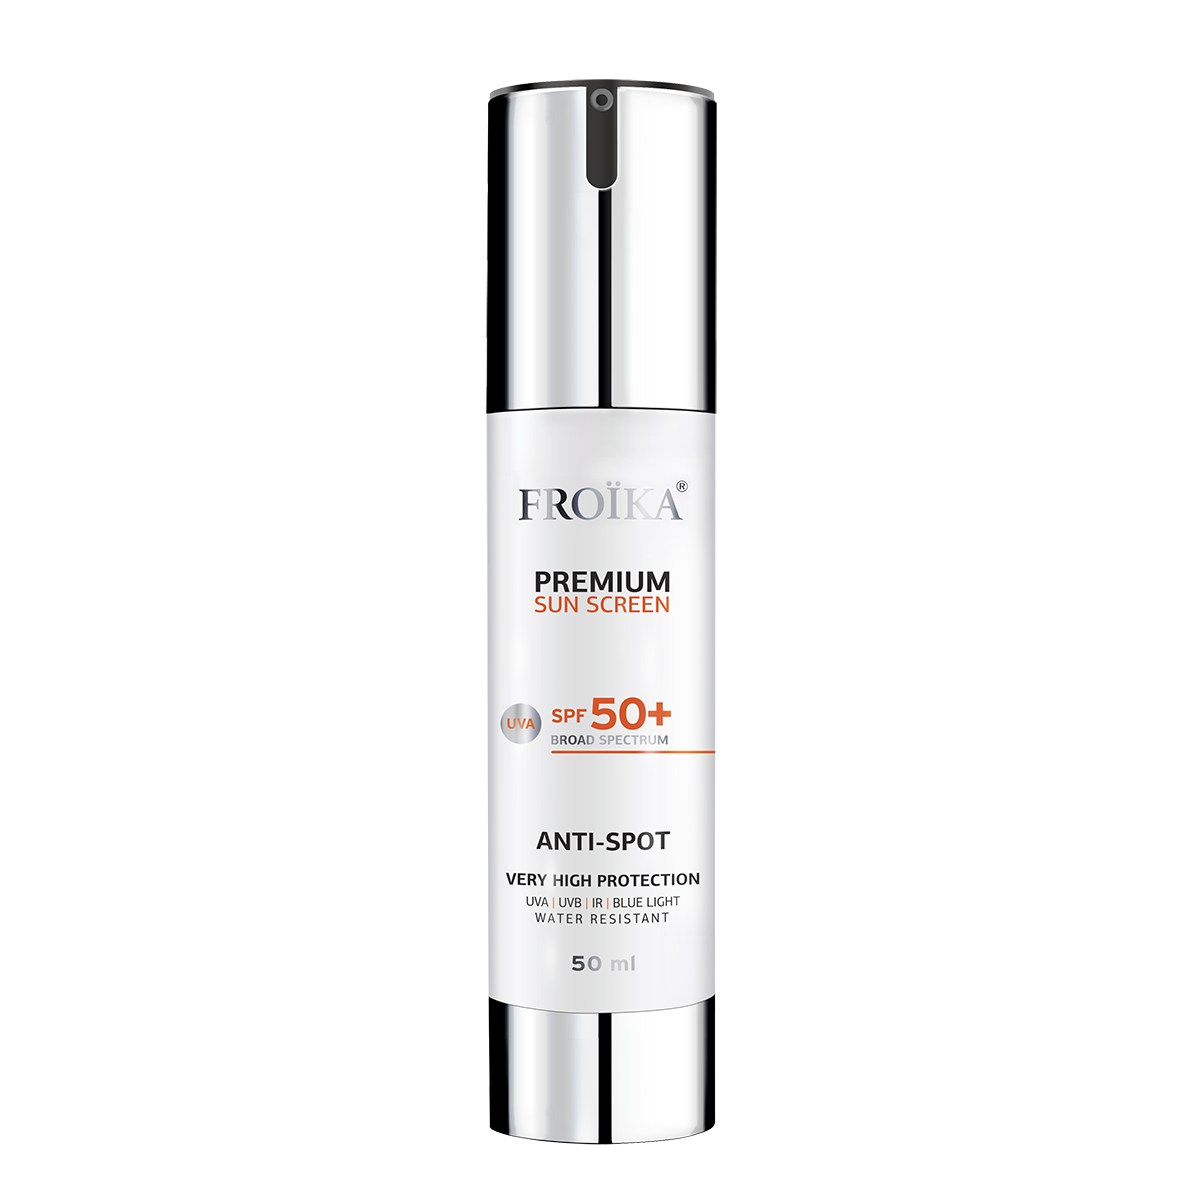 FROÏKA®
PREMIUM
SUN SCREEN
UVA
SPF 50+
BROAD SPECTRUM
ANTI-SPOT
VERY HIGH PROTECTION
UVA | UVB | IR | BLUE LIGHT
WATER RESISTANT
50 ml